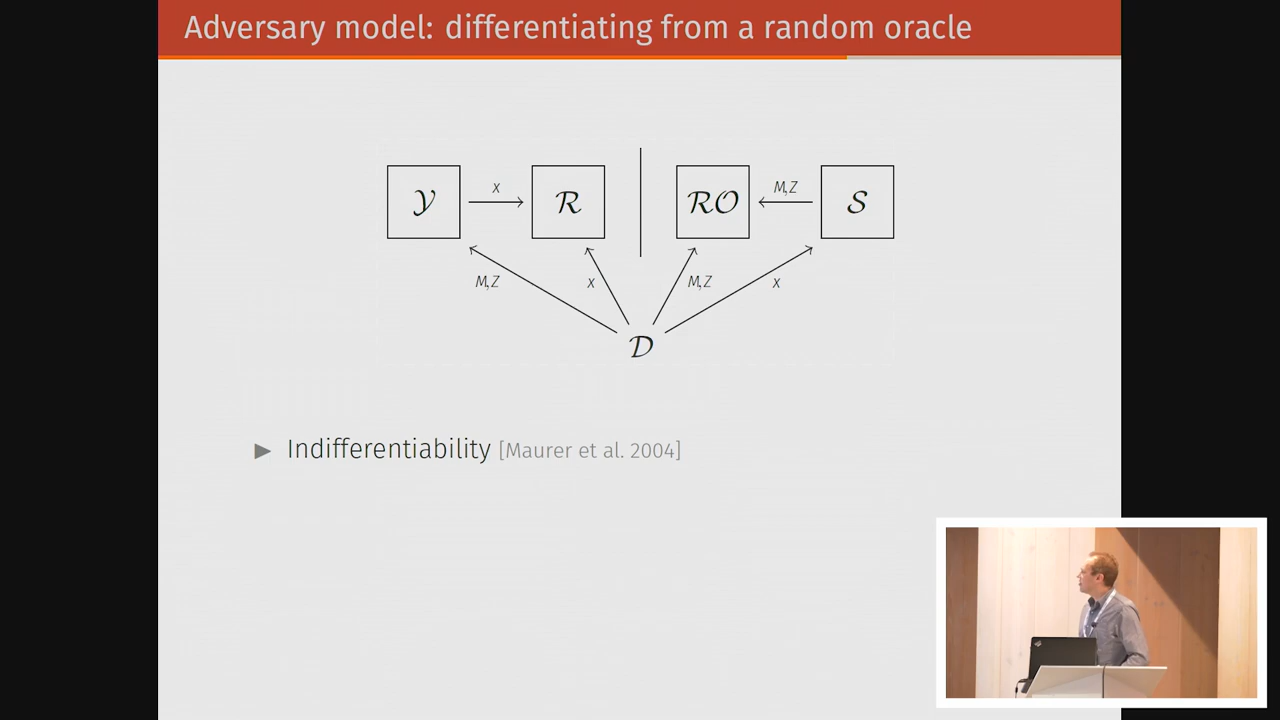 Adversary model: differentiating from a random oracle
𝒴 x ℛ ℛ𝒪 M,Z 𝒮
M,Z x M,Z x
𝒟
▶ Indifferentiability [Maurer et al. 2004]